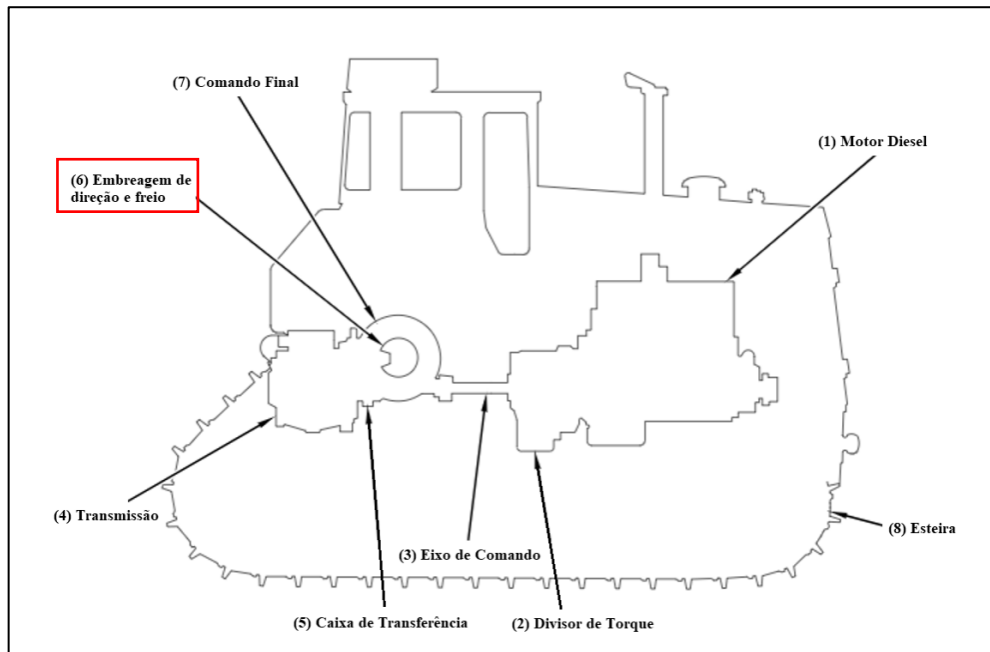 (7) Comando Final
(1) Motor Diesel
(6) Embreagem de
direção e freio
(4) Transmissão
(8) Esteira
(3) Eixo de Comando
(5) Caixa de Transferência
(2) Divisor de Torque